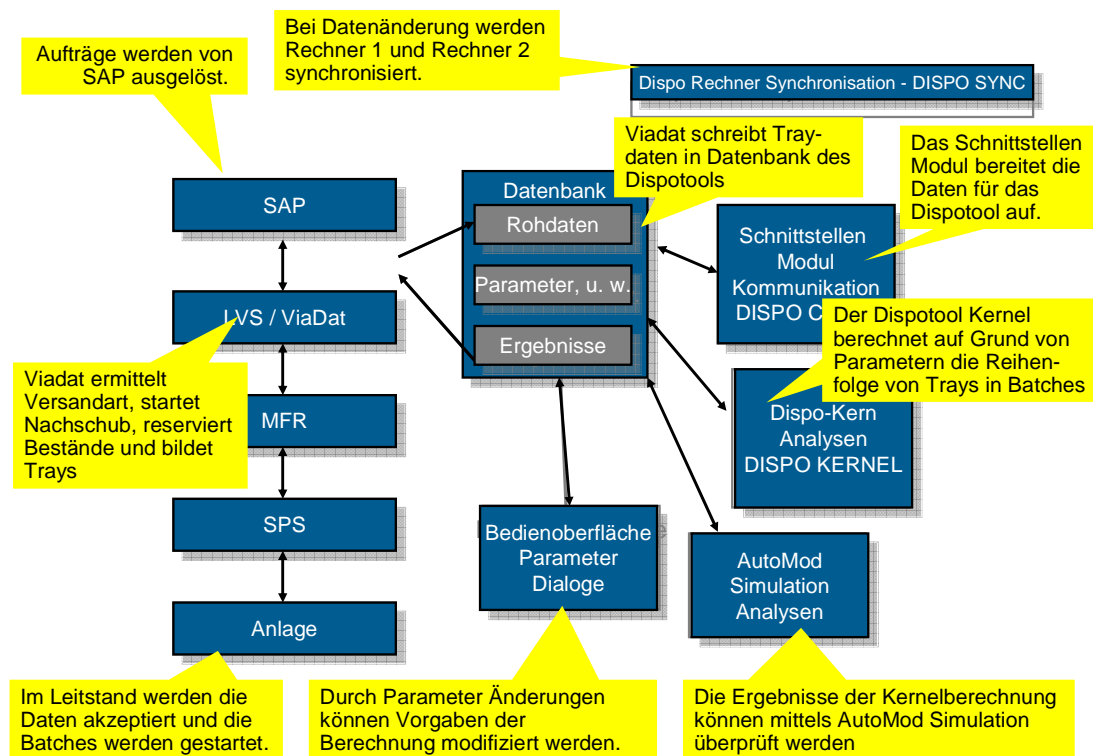 Aufträge werden von
SAP ausgelöst.
Bei Datenänderung werden
Rechner 1 und Rechner 2
synchronisiert.
Dispo Rechner Synchronisation - DISPO SYNC
Viadat schreibt Tray-
daten in Datenbank des
Dispotools
Das Schnittstellen
Modul bereitet die
Daten für das
Dispotool auf.
SAP
LVS / ViaDat
Viadat ermittelt
Versandart, startet
Nachschub, reserviert
Bestände und bildet
Trays
MFR
SPS
Anlage
Im Leitstand werden die
Daten akzeptiert und die
Batches werden gestartet.
Datenbank
Rohdaten
Parameter, u. w.
Ergebnisse
Schnittstellen
Modul
Kommunikation
DISPO C
Der Dispotool Kernel
berechnet auf Grund von
Parametern die Reihen-
folge von Trays in Batches
Dispo-Kern
Analysen
DISPO KERNEL
Bedienoberfläche
Parameter
Dialoge
Durch Parameter Änderungen
können Vorgaben der
Berechnung modifiziert werden.
AutoMod
Simulation
Analysen
Die Ergebnisse der Kernelberechnung
können mittels AutoMod Simulation
überprüft werden